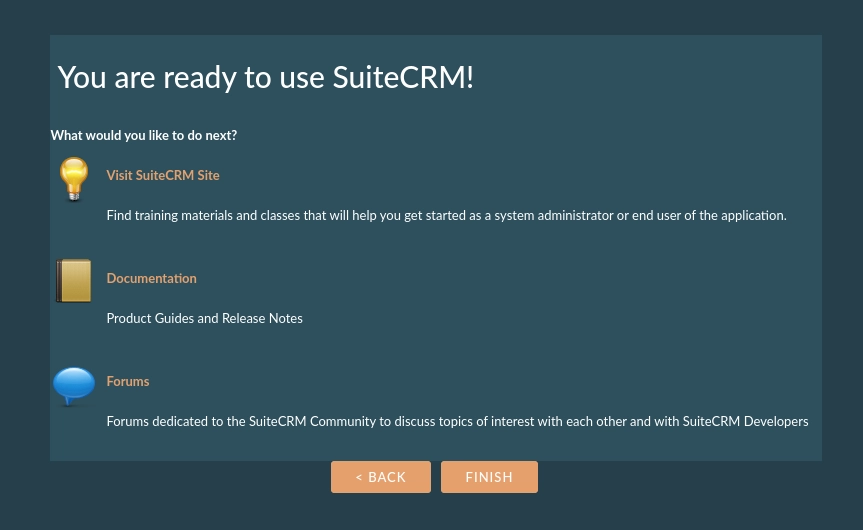 You are ready to use SuiteCRM!
What would you like to do next?
Visit SuiteCRM Site
Find training materials and classes that will help you get started as a system administrator or end user of the application.
Documentation
Product Guides and Release Notes
Forums
Forums dedicated to the SuiteCRM Community to discuss topics of interest with each other and with SuiteCRM Developers
< BACK FINISH